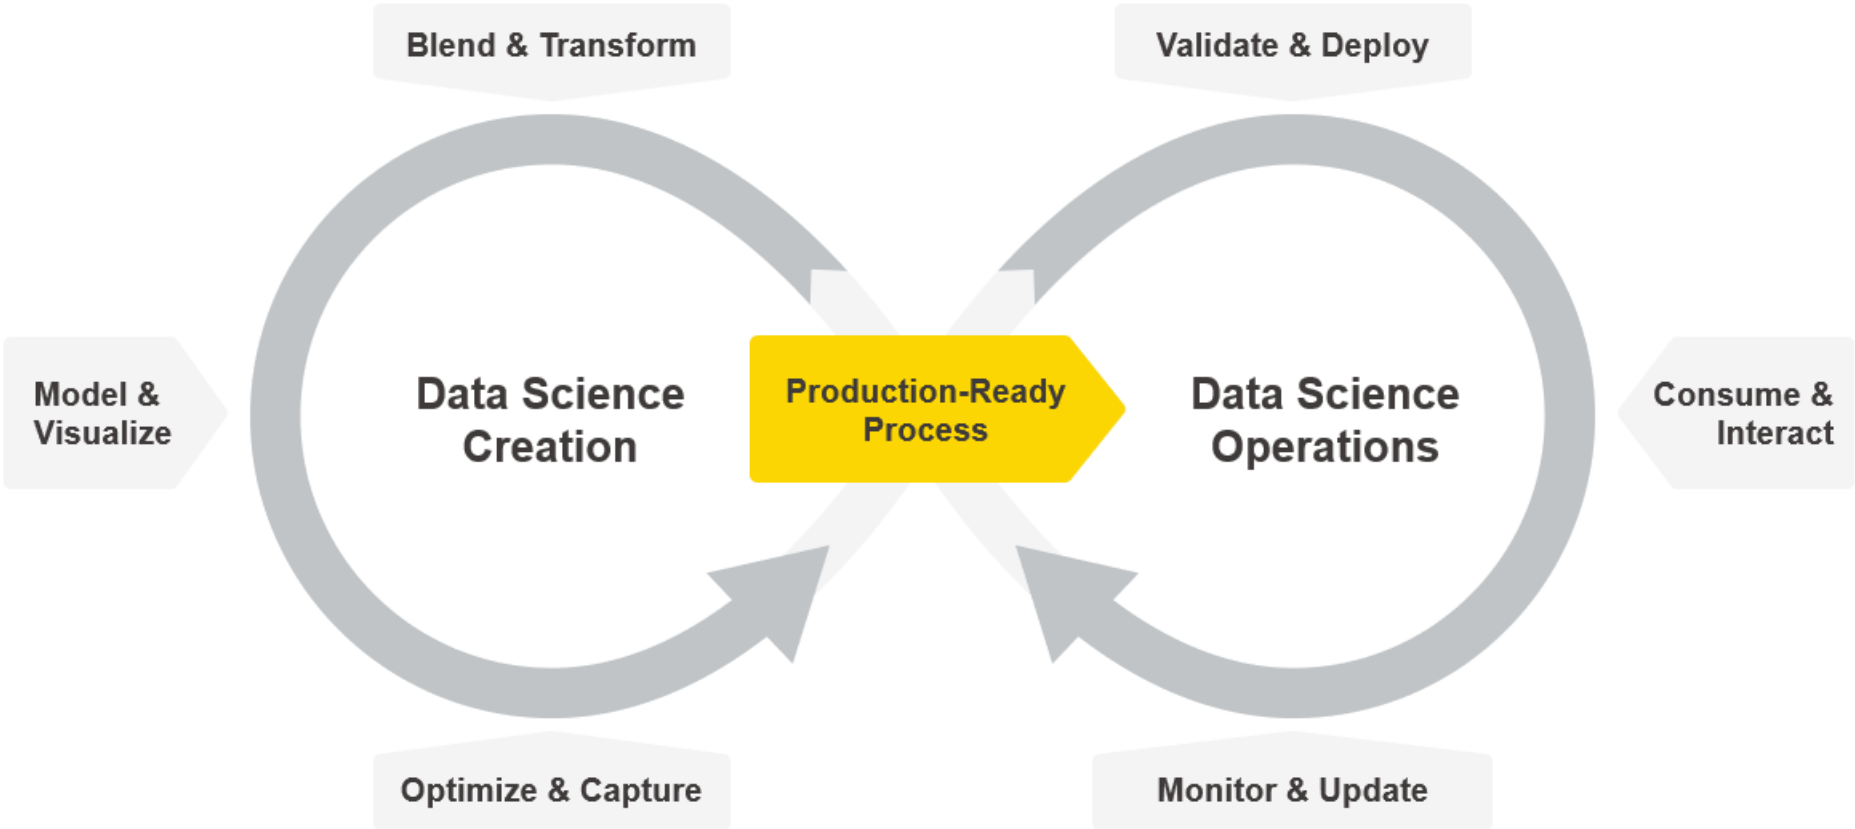 Blend & Transform
Validate & Deploy
Model &
Visualize
Data Science
Creation
Production-Ready
Process
Data Science
Operations
Consume &
Interact
Optimize & Capture
Monitor & Update